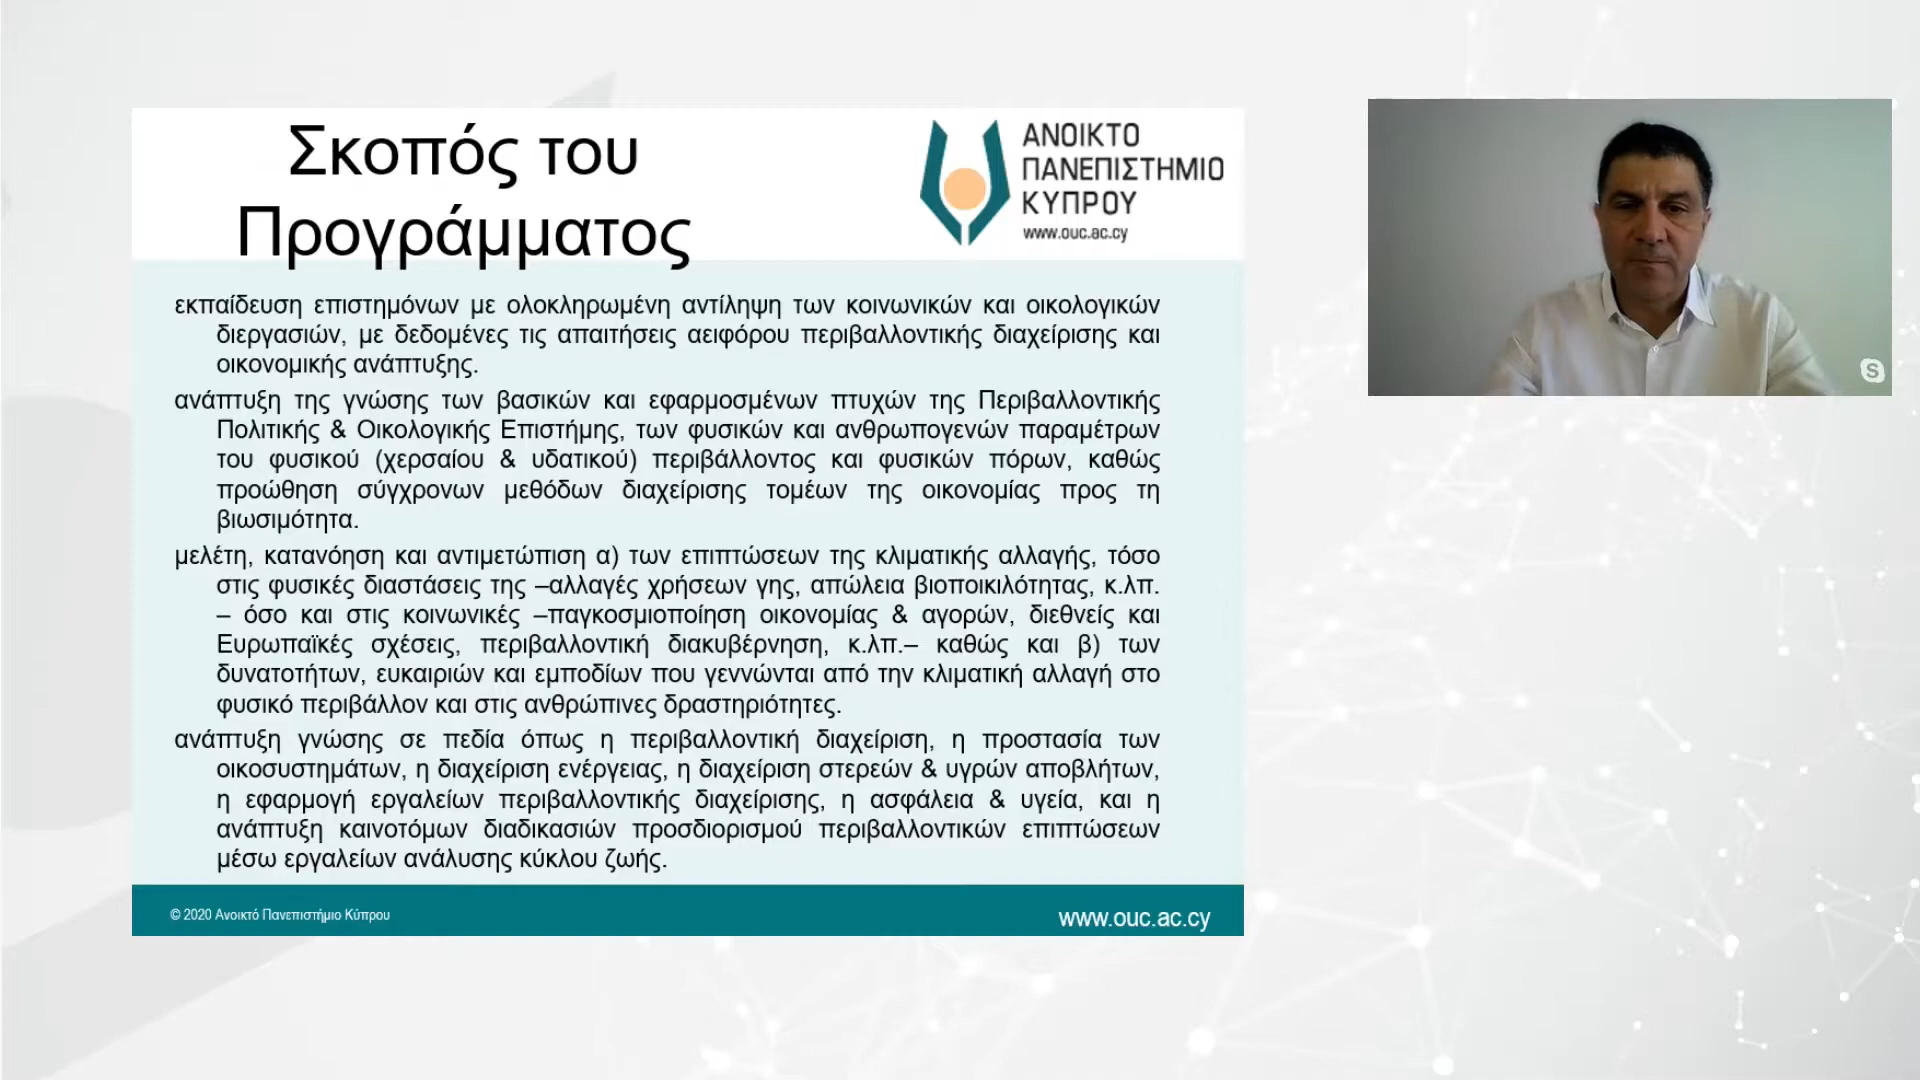 Σκοπός του
Προγράμματος
ΑΝΟΙΚΤΟ
ΠΑΝΕΠΙΣΤΗΜΙΟ
ΚΥΠΡΟΥ
www.ouc.ac.cy
εκπαίδευση επιστημόνων με ολοκληρωμένη αντίληψη των κοινωνικών και οικολογικών
διεργασιών, με δεδομένες τις απαιτήσεις αειφόρου περιβαλλοντικής διαχείρισης και
οικονομικής ανάπτυξης.
ανάπτυξη της γνώσης των βασικών και εφαρμοσμένων πτυχών της Περιβαλλοντικής
Πολιτικής & Οικολογικής Επιστήμης, των φυσικών και ανθρωπογενών παραμέτρων
του φυσικού (χερσαίου & υδατικού) περιβάλλοντος και φυσικών πόρων, καθώς
προώθηση σύγχρονων μεθόδων διαχείρισης τομέων της οικονομίας προς τη
βιωσιμότητα.
μελέτη, κατανόηση και αντιμετώπιση α) των επιπτώσεων της κλιματικής αλλαγής, τόσο
στις φυσικές διαστάσεις της –αλλαγές χρήσεων γης, απώλεια βιοποικιλότητας, κ.λπ.
– όσο και στις κοινωνικές –παγκοσμιοποίηση οικονομίας & αγορών, διεθνείς και
Ευρωπαϊκές σχέσεις, περιβαλλοντική διακυβέρνηση, κ.λπ.– καθώς και β) των
δυνατοτήτων, ευκαιριών και εμποδίων που γεννώνται από την κλιματική αλλαγή στο
φυσικό περιβάλλον και στις ανθρώπινες δραστηριότητες.
ανάπτυξη γνώσης σε πεδία όπως η περιβαλλοντική διαχείριση, η προστασία των
οικοσυστημάτων, η διαχείριση ενέργειας, η διαχείριση στερεών & υγρών αποβλήτων,
η εφαρμογή εργαλείων περιβαλλοντικής διαχείρισης, η ασφάλεια & υγεία, και η
ανάπτυξη καινοτόμων διαδικασιών προσδιορισμού περιβαλλοντικών επιπτώσεων
μέσω εργαλείων ανάλυσης κύκλου ζωής.
© 2020 Ανοικτό Πανεπιστήμιο Κύπρου
www.ouc.ac.cy